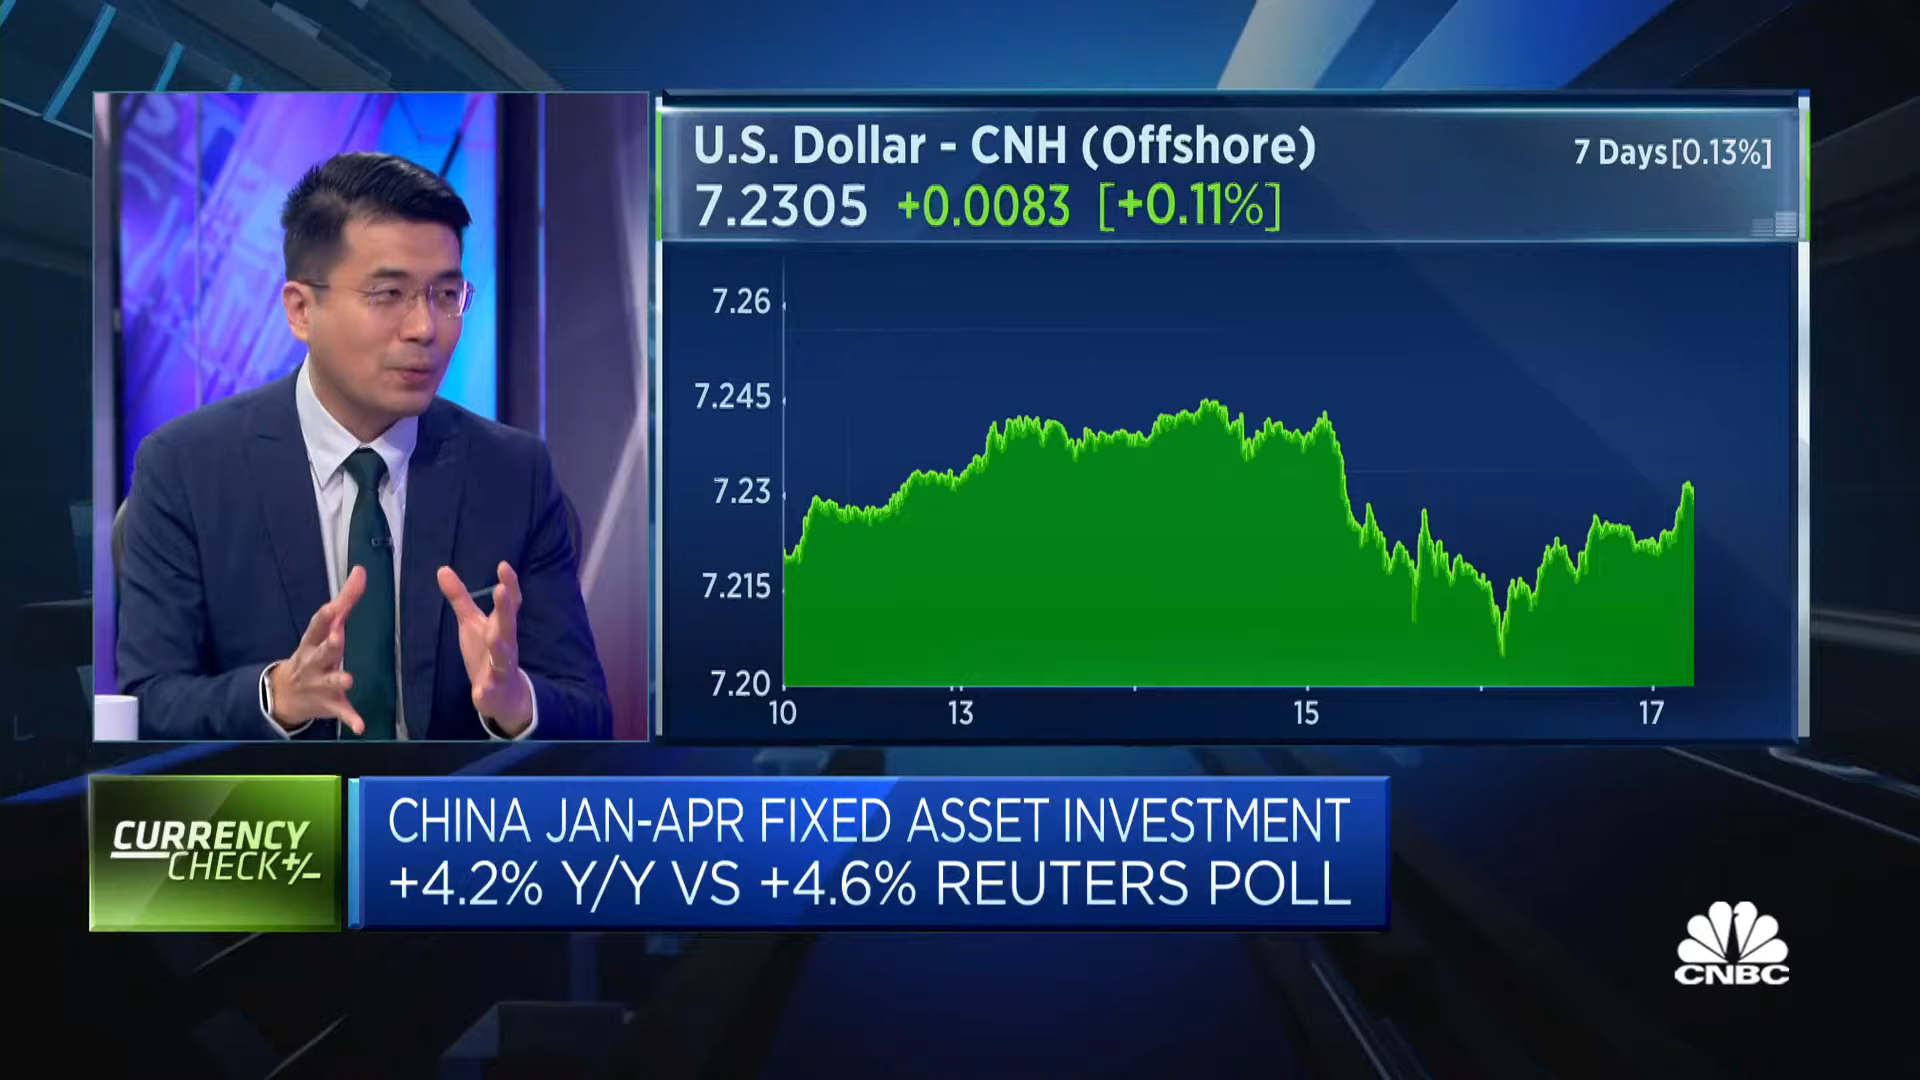 U.S. Dollar - CNH (Offshore)
7 Days[0.13%]
7.2305 +0.0083 [+0.11%]
7.26
7.245
7.23
7.215
7.20
10 13 15 17
CURRENCY
CHECK+/-
CHINA JAN-APR FIXED ASSET INVESTMENT
+4.2% Y/Y VS +4.6% REUTERS POLL
CNBC